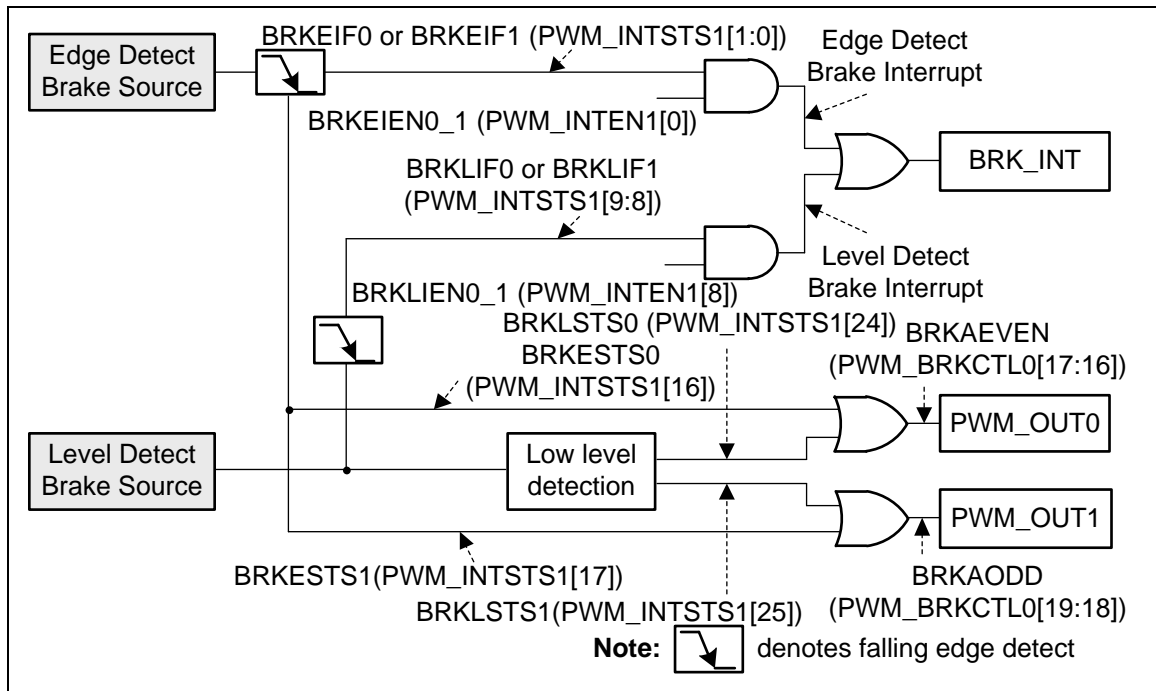 BRKEIF0 or BRKEIF1 (PWM_INTSTS1[1:0])
Edge Detect
Brake Source
Edge Detect
Brake Interrupt
BRKEIEN0_1 (PWM_INTEN1[0])
BRK_INT
BRKLIF0 or BRKLIF1
(PWM_INTSTS1[9:8])
Level Detect
Brake Interrupt
BRKLIEN0_1 (PWM_INTEN1[8])
BRKLSTS0 (PWM_INTSTS1[24])
BRKESTS0
(PWM_INTSTS1[16])
BRKAEVEN
(PWM_BRKCTL0[17:16])
PWM_OUT0
Level Detect
Brake Source
Low level
detection
PWM_OUT1
BRKESTS1(PWM_INTSTS1[17])
BRKLSTS1(PWM_INTSTS1[25])
BRKAODD
(PWM_BRKCTL0[19:18])
Note: denotes falling edge detect